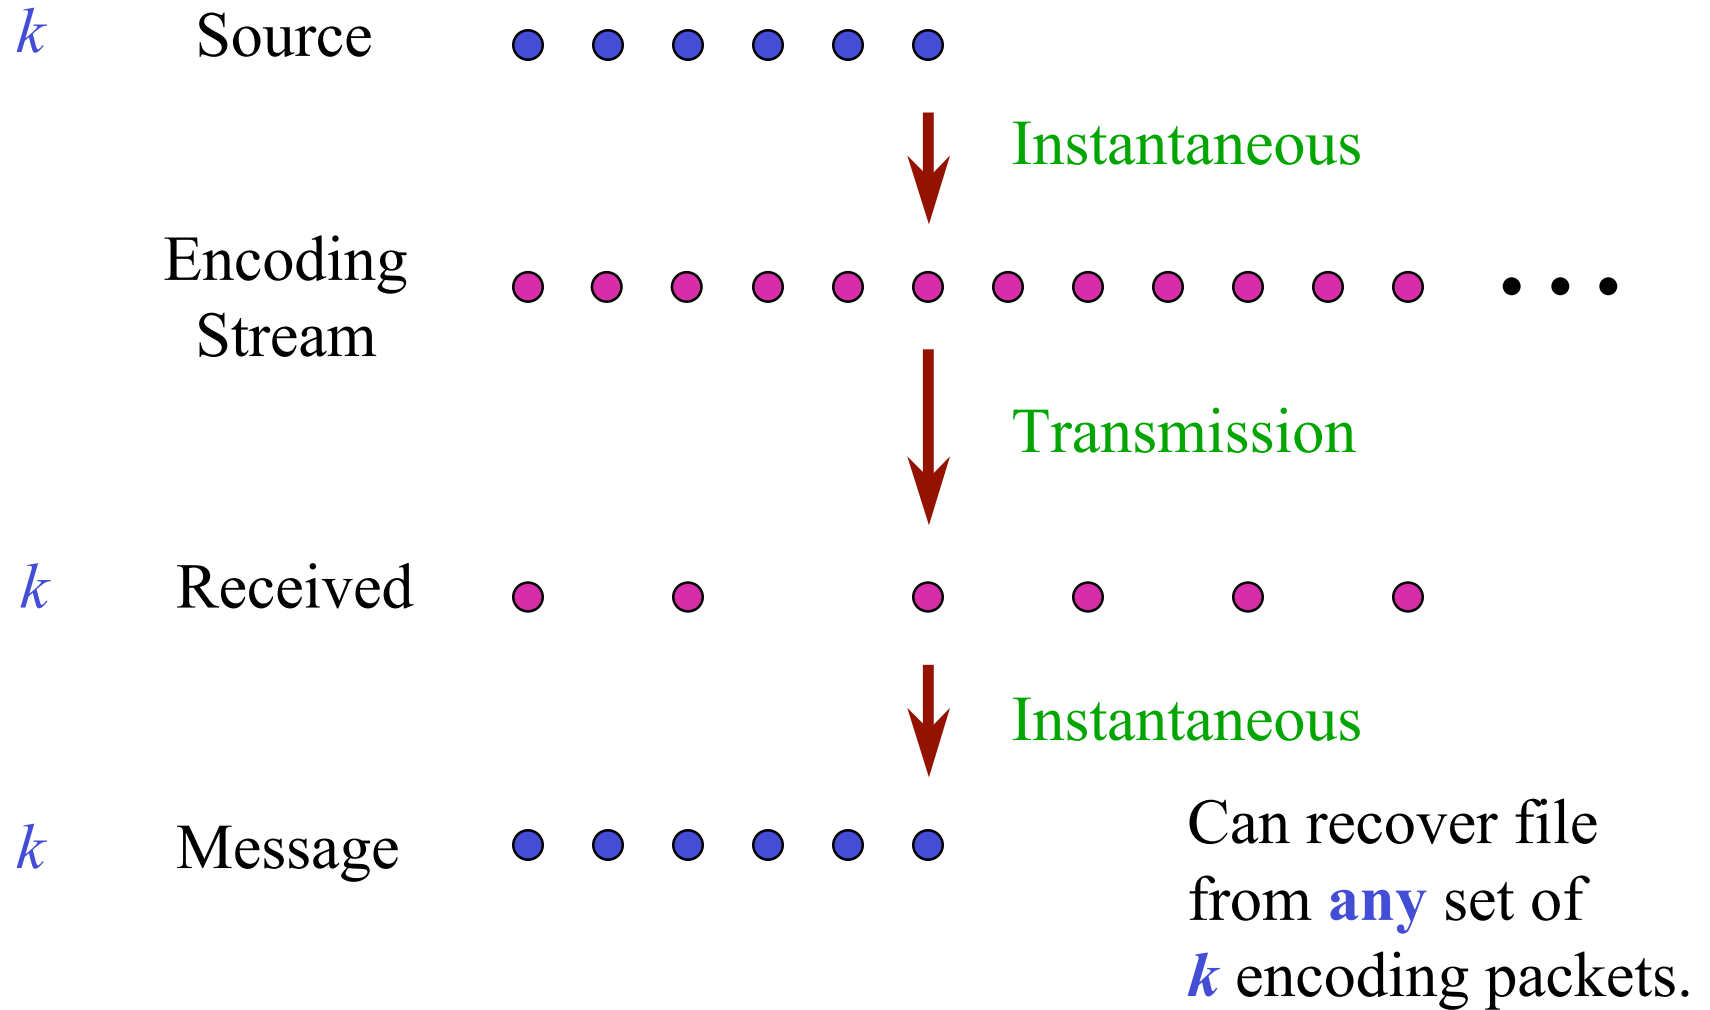 k Source
Instantaneous
Encoding
Stream
Transmission
k Received
Instantaneous
k Message
Can recover file
from any set of
k encoding packets.